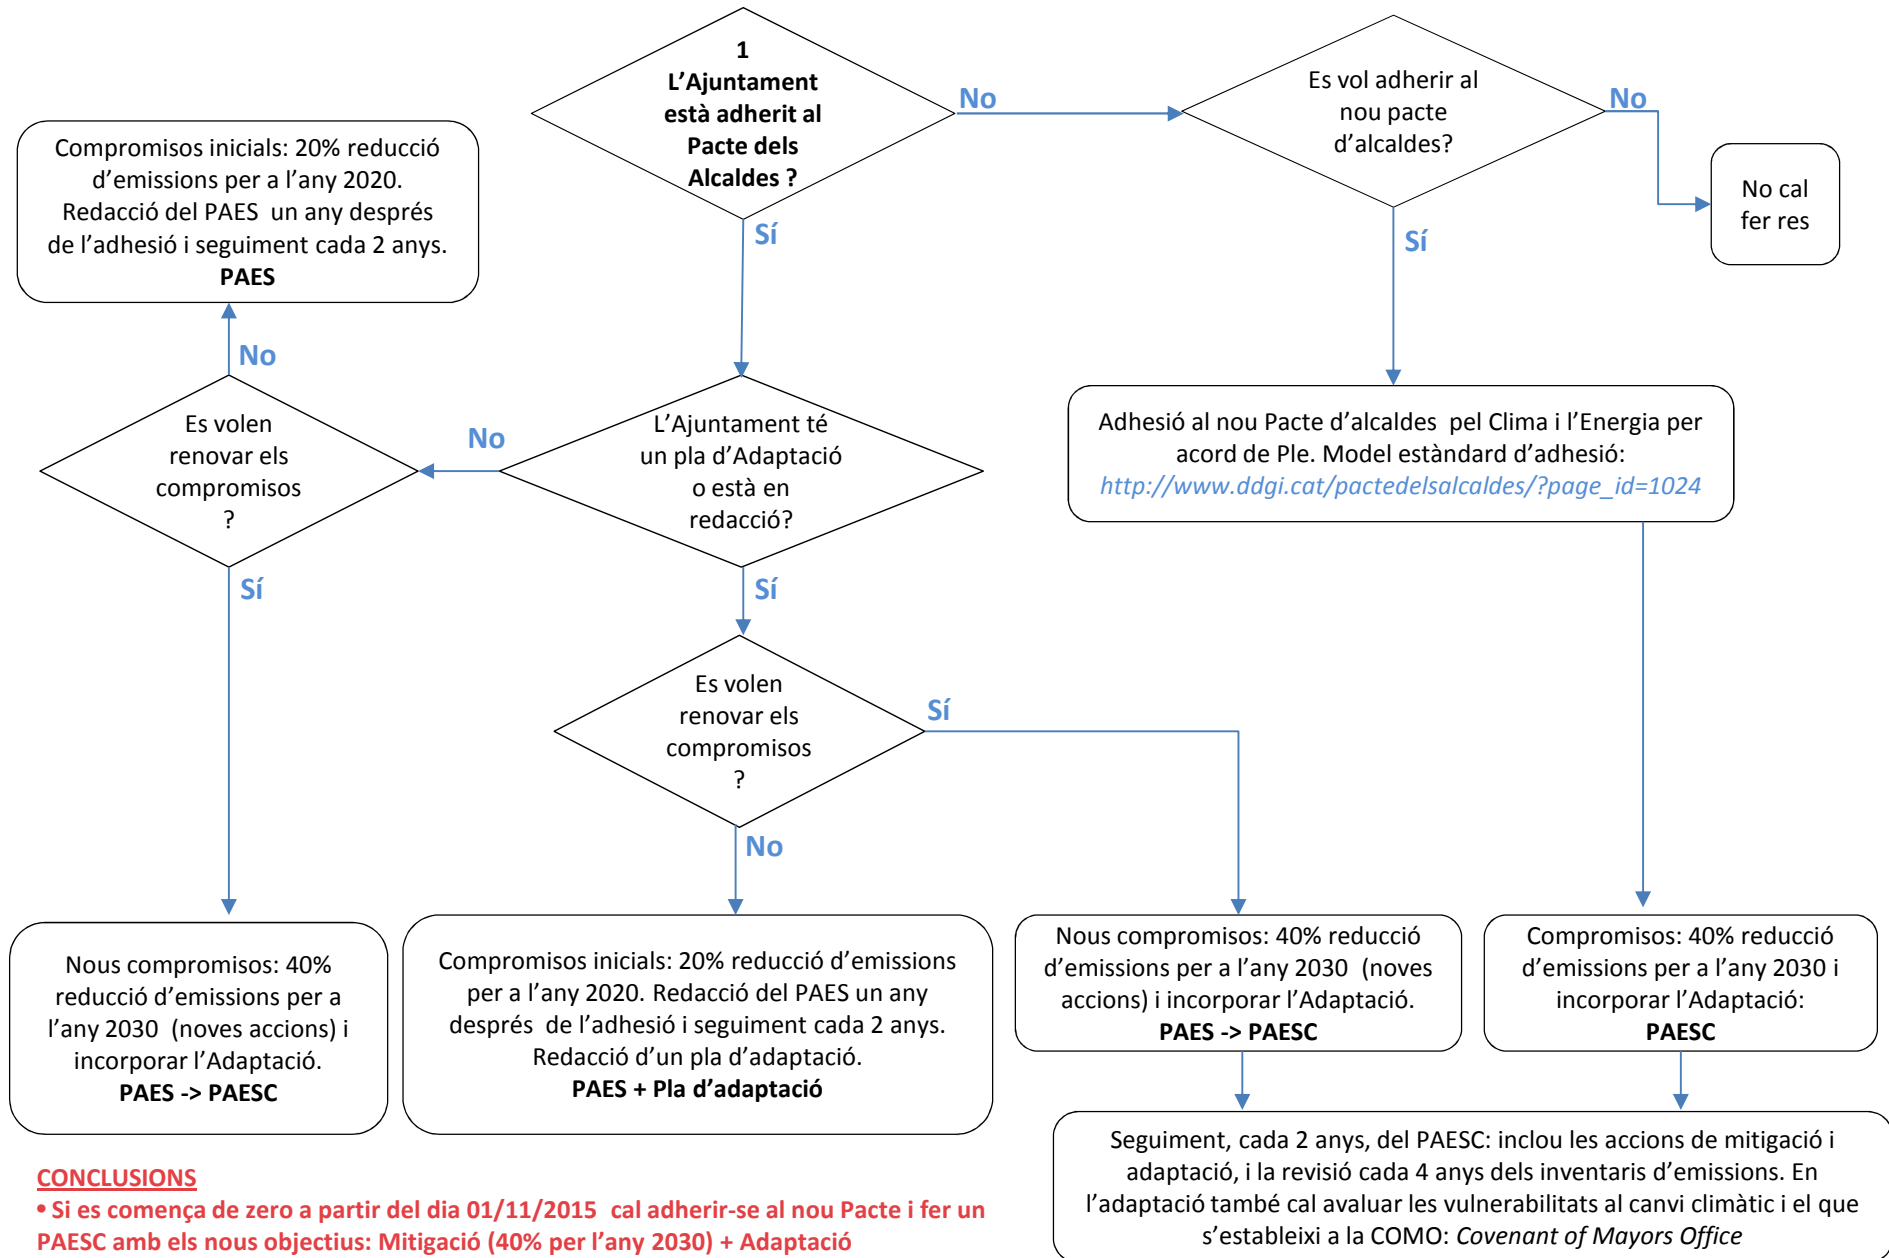 1
L’Ajuntament
està adherit al
Pacte dels
Alcaldes ?
No
Es vol adherir al
nou pacte
d’alcaldes?
No
No cal
fer res
Sí
Sí
Compromisos inicials: 20% reducció
d’emissions per a l’any 2020.
Redacció del PAES  un any després
de l’adhesió i seguiment cada 2 anys.
PAES
No
Es volen
renovar els
compromisos
?
No
L’Ajuntament té
un pla d’Adaptació
o està en
redacció?
Adhesió al nou Pacte d’alcaldes  pel Clima i l’Energia per
acord de Ple. Model estàndard d’adhesió:
http://www.ddgi.cat/pactedelsalcaldes/?page_id=1024
Sí
Sí
Es volen
renovar els
compromisos
?
Sí
No
Nous compromisos: 40%
reducció d’emissions per a
l’any 2030  (noves accions) i
incorporar l’Adaptació.
PAES -> PAESC
Compromisos inicials: 20% reducció d’emissions
per a l’any 2020. Redacció del PAES un any
després  de l’adhesió i seguiment cada 2 anys.
Redacció d’un pla d’adaptació.
PAES + Pla d’adaptació
Nous compromisos: 40% reducció
d’emissions per a l’any 2030  (noves
accions) i incorporar l’Adaptació.
PAES -> PAESC
Compromisos: 40% reducció
d’emissions per a l’any 2030 i
incorporar l’Adaptació:
PAESC
Seguiment, cada 2 anys, del PAESC: inclou les accions de mitigació i
adaptació, i la revisió cada 4 anys dels inventaris d’emissions. En
l’adaptació també cal avaluar les vulnerabilitats al canvi climàtic i el que
s’estableixi a la COMO: Covenant of Mayors Office
CONCLUSIONS
• Si es comença de zero a partir del dia 01/11/2015  cal adherir-se al nou Pacte i fer un
PAESC amb els nous objectius: Mitigació (40% per l’any 2030) + Adaptació